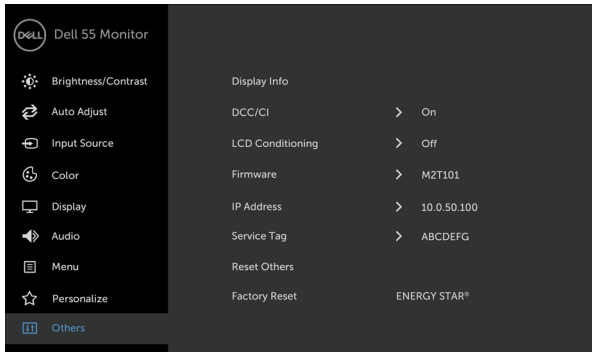 DELL Dell 55 Monitor
Brightness/Contrast
Auto Adjust
Input Source
Color
Display
Audio
Menu
Personalize
Others
Display Info
DCC/CI > On
LCD Conditioning > Off
Firmware > M2T101
IP Address > 10.0.50.100
Service Tag > ABCDEFG
Reset Others
Factory Reset ENERGY STAR®